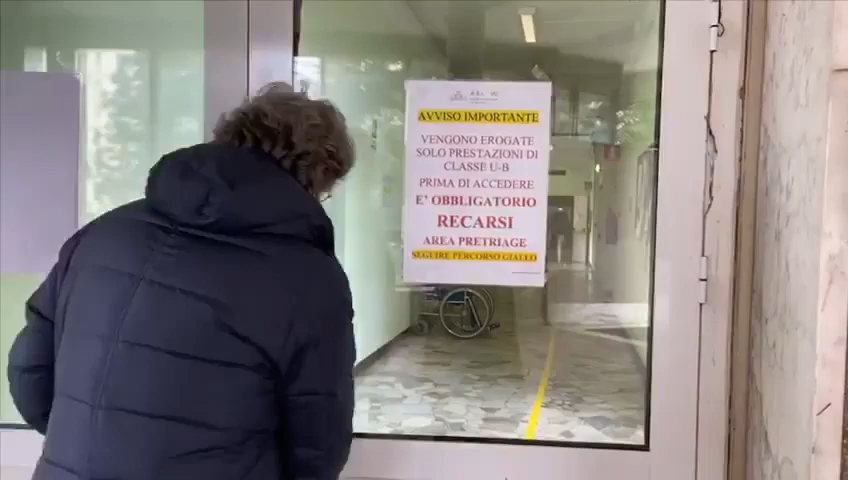 AVVISO IMPORTANTE
VENGONO EROGATE
SOLO PRESTAZIONI DI
CLASSE U-B
PRIMA DI ACCEDERE
E' OBBLIGATORIO
RECARSI
AREA PRETRIAGE
SEGUIRE PERCORSO GIALLO